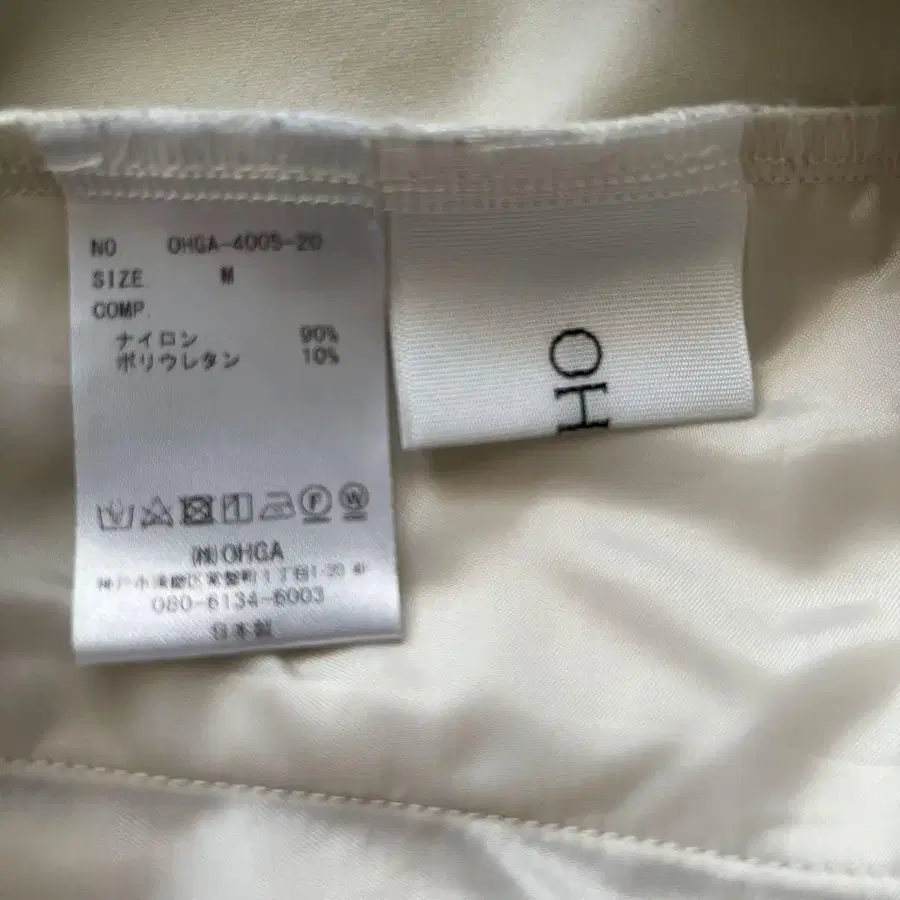 NO OHGA-4005-20
SIZE M
COMP.
ナイロン 90%
ポリウレタン 10%
F W
㈱OHGA
080-6134-6003
日本製
OH